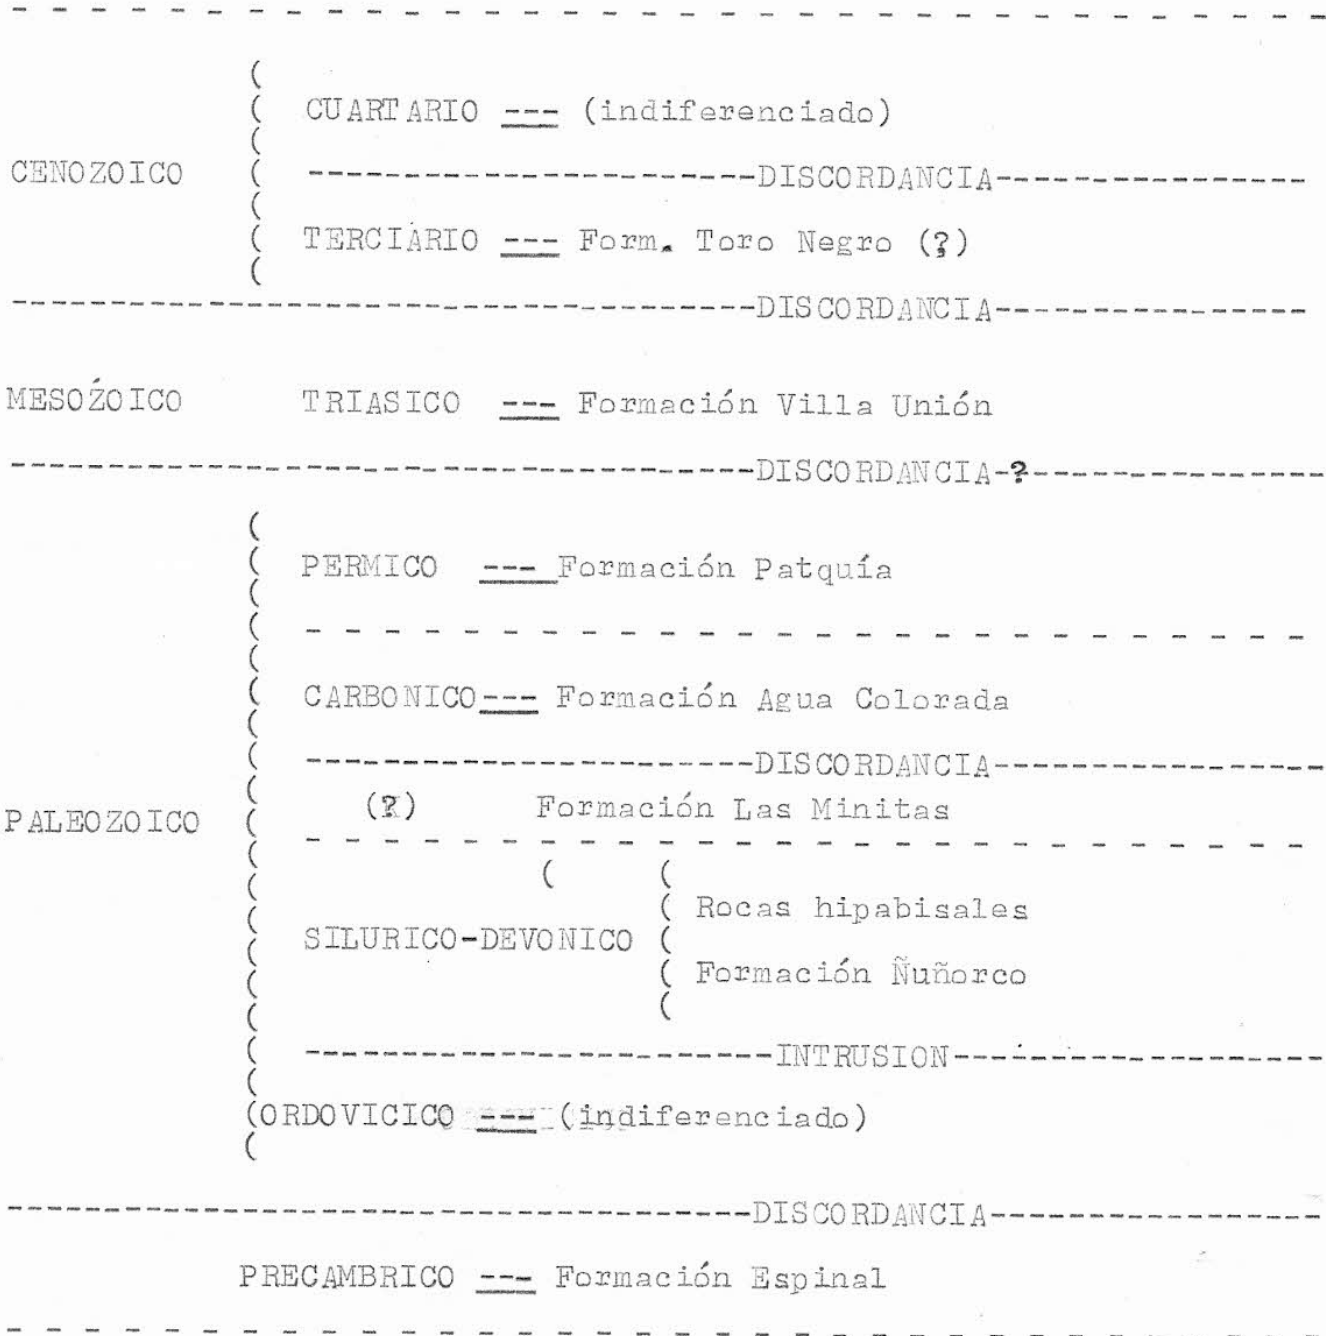 CUARTARIO --- (indiferenciado)
CENOZOICO
-----------------------DISCORDANCIA----------------
TERCIARIO --- Form. Toro Negro (?)
--------------------------------------DISCORDANCIA----------------
MESOZOICO TRIASICO --- Formación Villa Unión
--------------------------------------DISCORDANCIA-?---------------
PERMICO --- Formación Patquía
CARBONICO --- Formación Agua Colorada
-----------------------DISCORDANCIA-----------------
(?) Formación Las Minitas
PALEOZOICO
Rocas hipabisales
SILURICO-DEVONICO
Formación Ñuñorco
------------------------INTRUSION-------------------
ORDOVICICO --- (indiferenciado)
--------------------------------------DISCORDANCIA-----------------
PRECAMBRICO --- Formación Espinal